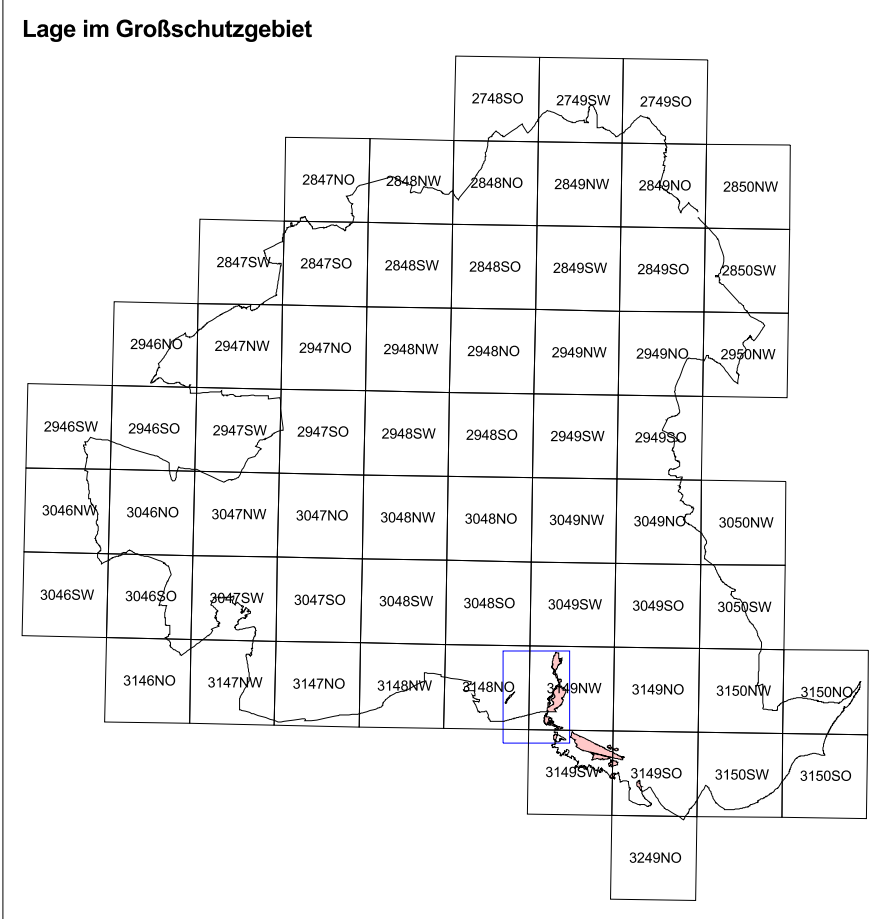 Lage im Großschutzgebiet
2748SO 2749SW 2749SO
2847NO 2848NW 2848NO 2849NW 2849NO 2850NW
2847SW 2847SO 2848SW 2848SO 2849SW 2849SO 2850SW
2946NO 2947NW 2947NO 2948NW 2948NO 2949NW 2949NO 2950NW
2946SW 2946SO 2947SW 2947SO 2948SW 2948SO 2949SW 2949SO
3046NW 3046NO 3047NW 3047NO 3048NW 3048NO 3049NW 3049NO 3050NW
3046SW 3046SO 3047SW 3047SO 3048SW 3048SO 3049SW 3049SO 3050SW
3146NO 3147NW 3147NO 3148NW 3148NO 3149NW 3149NO 3150NW 3150NO
3149SW 3149SO 3150SW 3150SO
3249NO